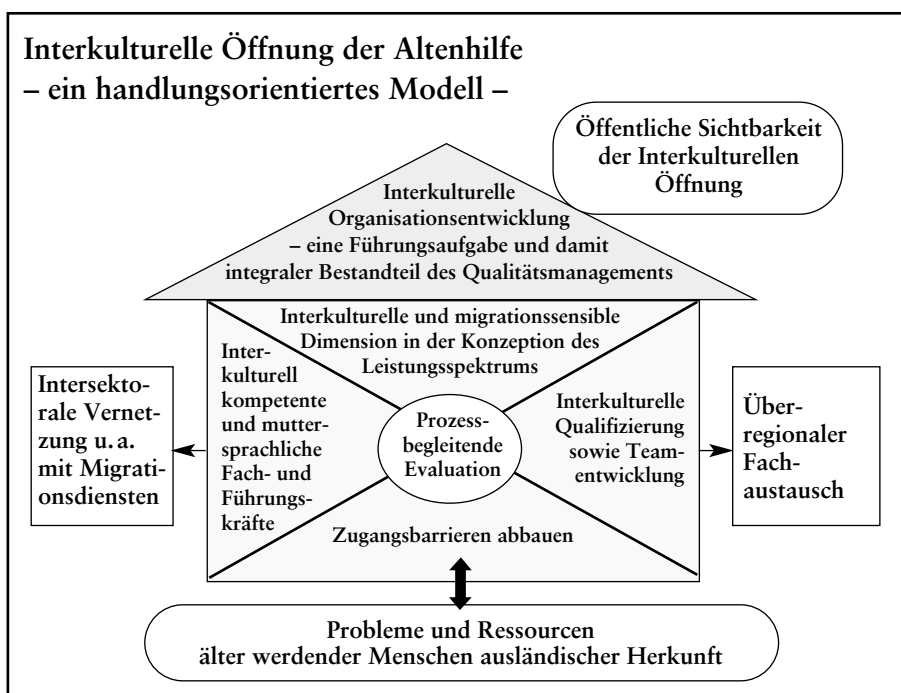 Interkulturelle Öffnung der Altenhilfe
– ein handlungsorientiertes Modell –
Öffentliche Sichtbarkeit
der Interkulturellen
Öffnung
Interkulturelle
Organisationsentwicklung
– eine Führungsaufgabe und damit
integraler Bestandteil des Qualitätsmanagements
Interkulturelle und migrationssensible
Dimension in der Konzeption des
Leistungsspektrums
Intersekto-
rale Vernet-
zung u. a.
mit Migrati-
onsdiensten
Inter-
kulturell
kompetente
und mutter-
sprachliche
Fach- und
Führungs-
kräfte
Prozess-
begleitende
Evaluation
Interkulturelle
Qualifizierung
sowie Team-
entwicklung
Über-
regionaler
Fach-
austausch
Zugangsbarrieren abbauen
Probleme und Ressourcen
älter werdender Menschen ausländischer Herkunft